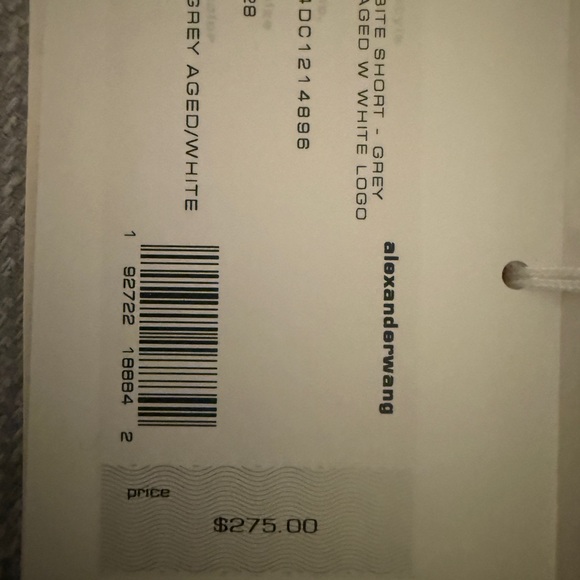 BITE SHORT - GREY
AGED W WHITE LOGO
4DC1214896
28
GREY AGED/WHITE
alexanderwang
1 92722 18884 2
price
$275.00